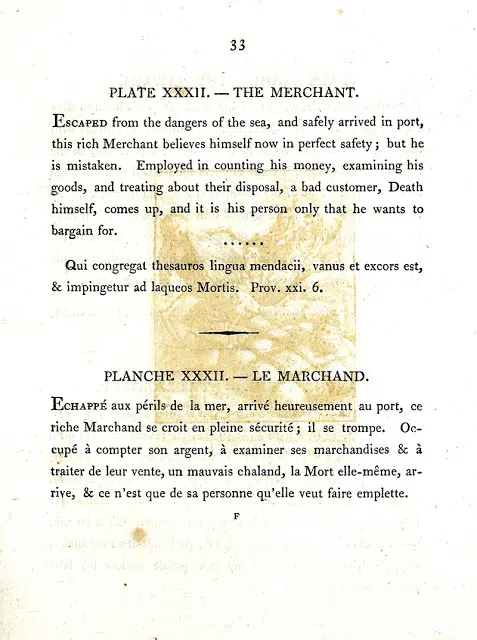 33
PLATE XXXII. — THE MERCHANT.
ESCAPED from the dangers of the sea, and safely arrived in port,
this rich Merchant believes himself now in perfect safety; but he
is mistaken. Employed in counting his money, examining his
goods, and treating about their disposal, a bad customer, Death
himself, comes up, and it is his person only that he wants to
bargain for.
......
Qui congregat thesauros lingua mendacii, vanus et excors est,
& impingetur ad laqueos Mortis. Prov. xxi. 6.
PLANCHE XXXII. — LE MARCHAND.
ECHAPPÉ aux périls de la mer, arrivé heureusement au port, ce
riche Marchand se croit en pleine sécurité; il se trompe. Oc-
cupé à compter son argent, à examiner ses marchandises & à
traiter de leur vente, un mauvais chaland, la Mort elle-même, ar-
rive, & ce n'est que de sa personne qu'elle veut faire emplette.
F